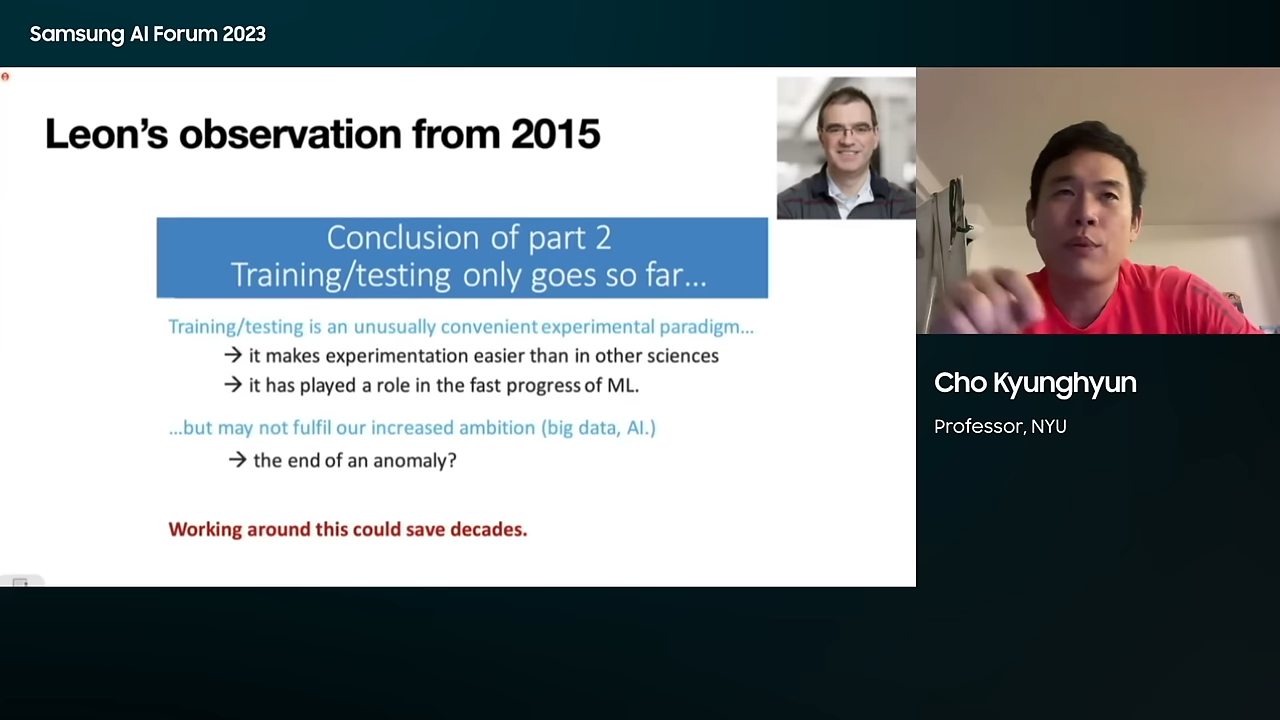 Samsung AI Forum 2023
Leon's observation from 2015
Conclusion of part 2
Training/testing only goes so far...
Training/testing is an unusually convenient experimental paradigm...
→ it makes experimentation easier than in other sciences
→ it has played a role in the fast progress of ML.
...but may not fulfil our increased ambition (big data, AI.)
→ the end of an anomaly?
Working around this could save decades.
Cho Kyunghyun
Professor, NYU